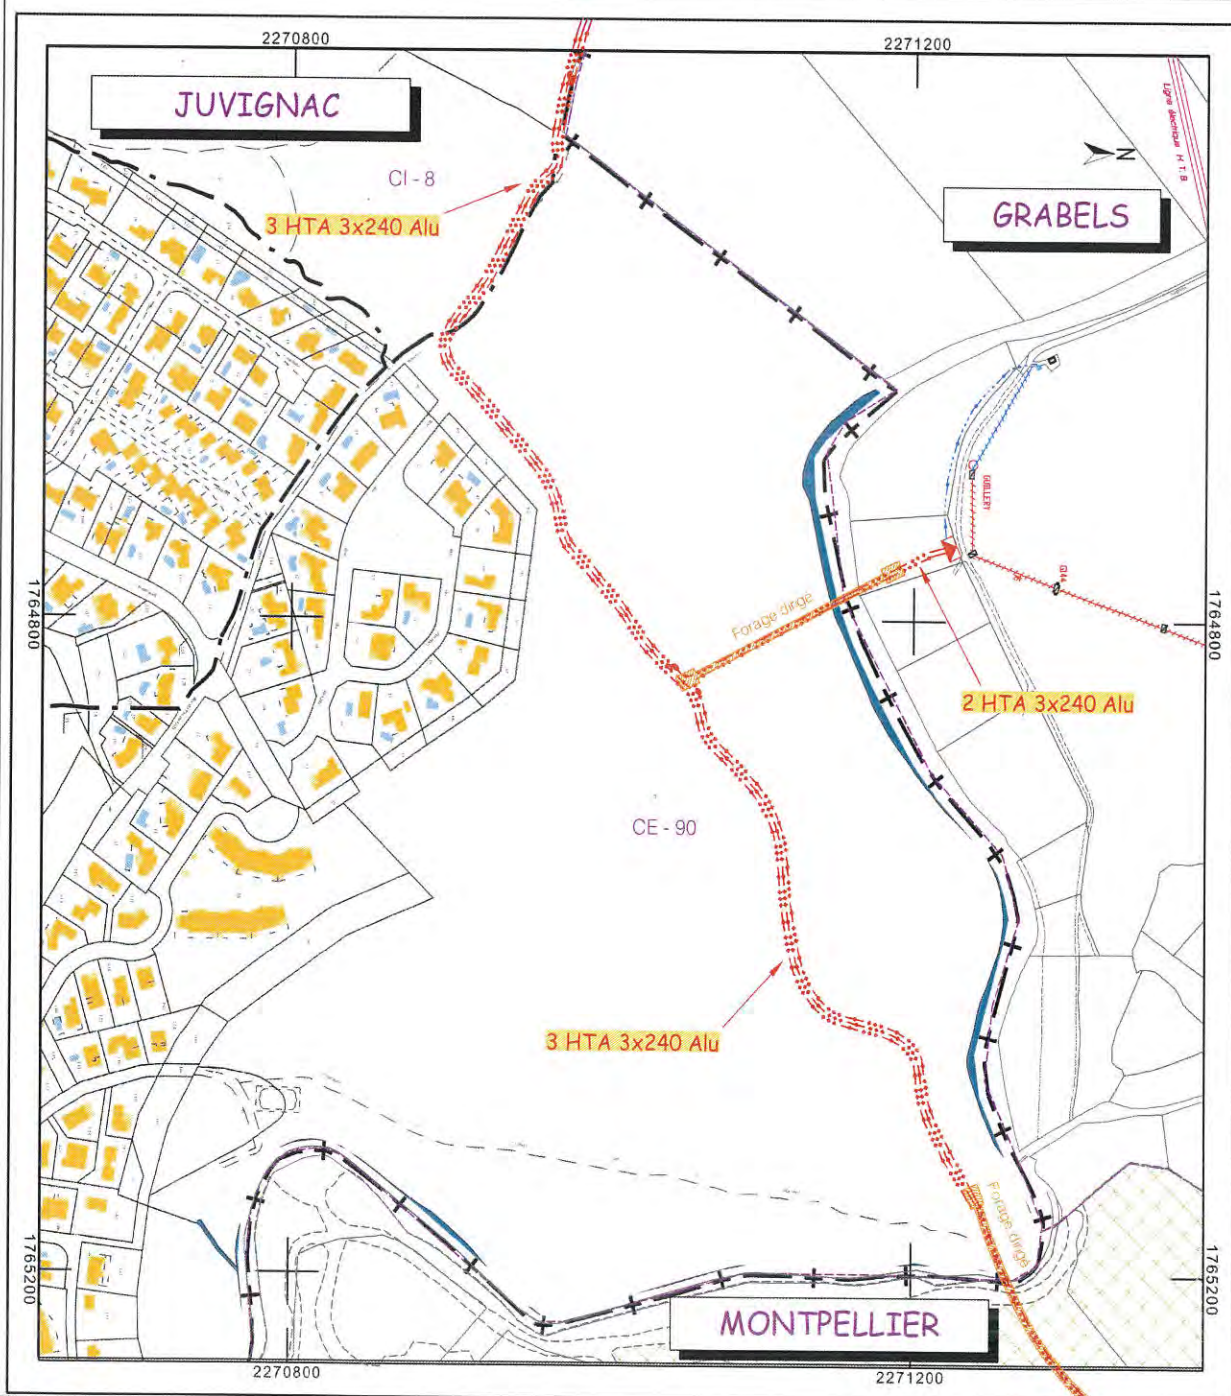 2270800
2271200
JUVIGNAC
Ligne électrique H.T.B
N
CI - 8
GRABELS
3 HTA 3x240 Alu
GUILLERY
1764800
1764800
Forage dirigé
2 HTA 3x240 Alu
CE - 90
3 HTA 3x240 Alu
Forage dirigé
1765200
1765200
MONTPELLIER
2270800
2271200